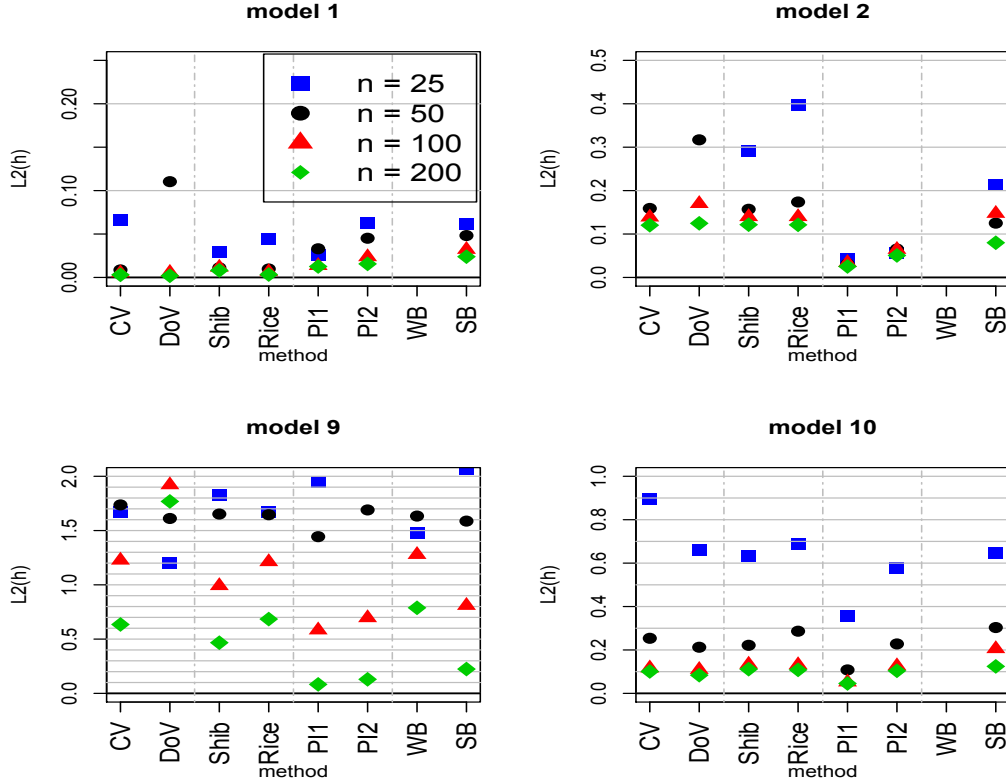 model 1
L2(h)
0.00
0.10
0.20
n = 25
n = 50
n = 100
n = 200
CV
DoV
Shib
Rice
PI1
PI2
WB
SB
method
model 2
L2(h)
0.0
0.1
0.2
0.3
0.4
0.5
CV
DoV
Shib
Rice
PI1
PI2
WB
SB
method
model 9
L2(h)
0.0
0.5
1.0
1.5
2.0
CV
DoV
Shib
Rice
PI1
PI2
WB
SB
method
model 10
L2(h)
0.0
0.2
0.4
0.6
0.8
1.0
CV
DoV
Shib
Rice
PI1
PI2
WB
SB
method